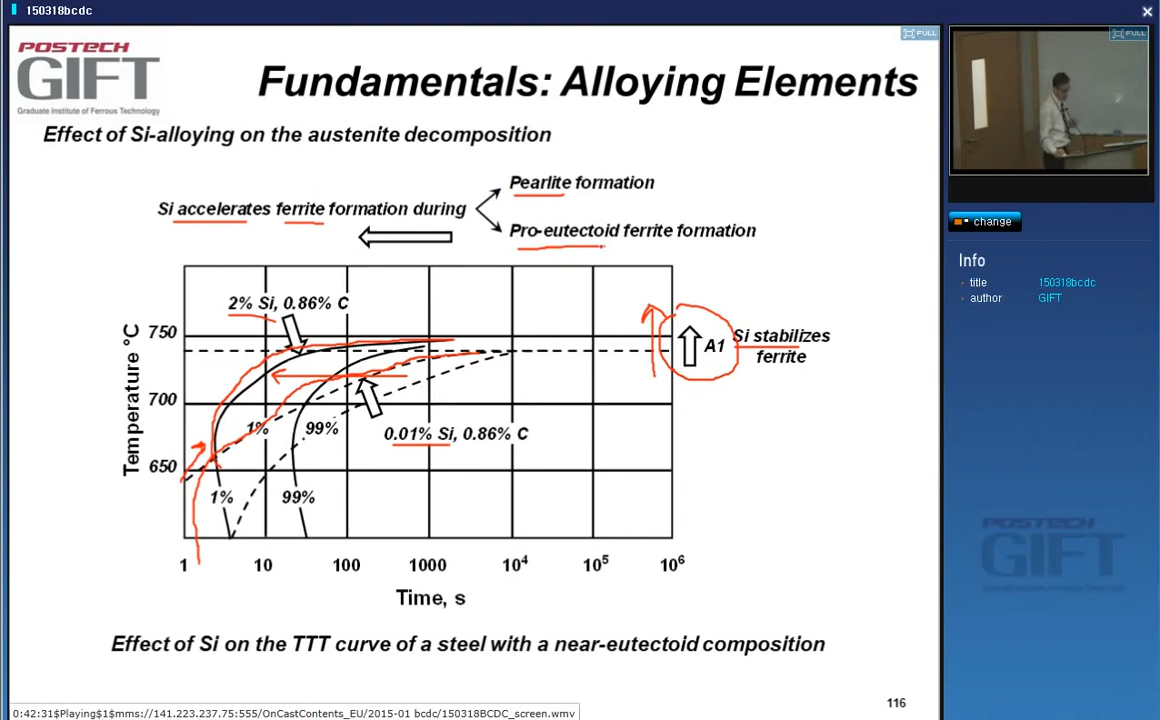 150318bcdc
FULL
FULL
POSTECH
GIFT
Graduate Institute of Ferrous Technology
Fundamentals: Alloying Elements
Effect of Si-alloying on the austenite decomposition
Pearlite formation
Si accelerates ferrite formation during
Pro-eutectoid ferrite formation
change
Info
title 150318bcdc
author GIFT
2% Si, 0.86% C
750
A1
Si stabilizes
ferrite
Temperature °C
700
1% 99%
0.01% Si, 0.86% C
650
1% 99%
1 10 100 1000 10⁴ 10⁵ 10⁶
Time, s
POSTECH
GIFT
Effect of Si on the TTT curve of a steel with a near-eutectoid composition
116
0:42:31$Playing$1$mms://141.223.237.75:555/OnCastContents_EU/2015-01 bcdc/150318BCDC_screen.wmv